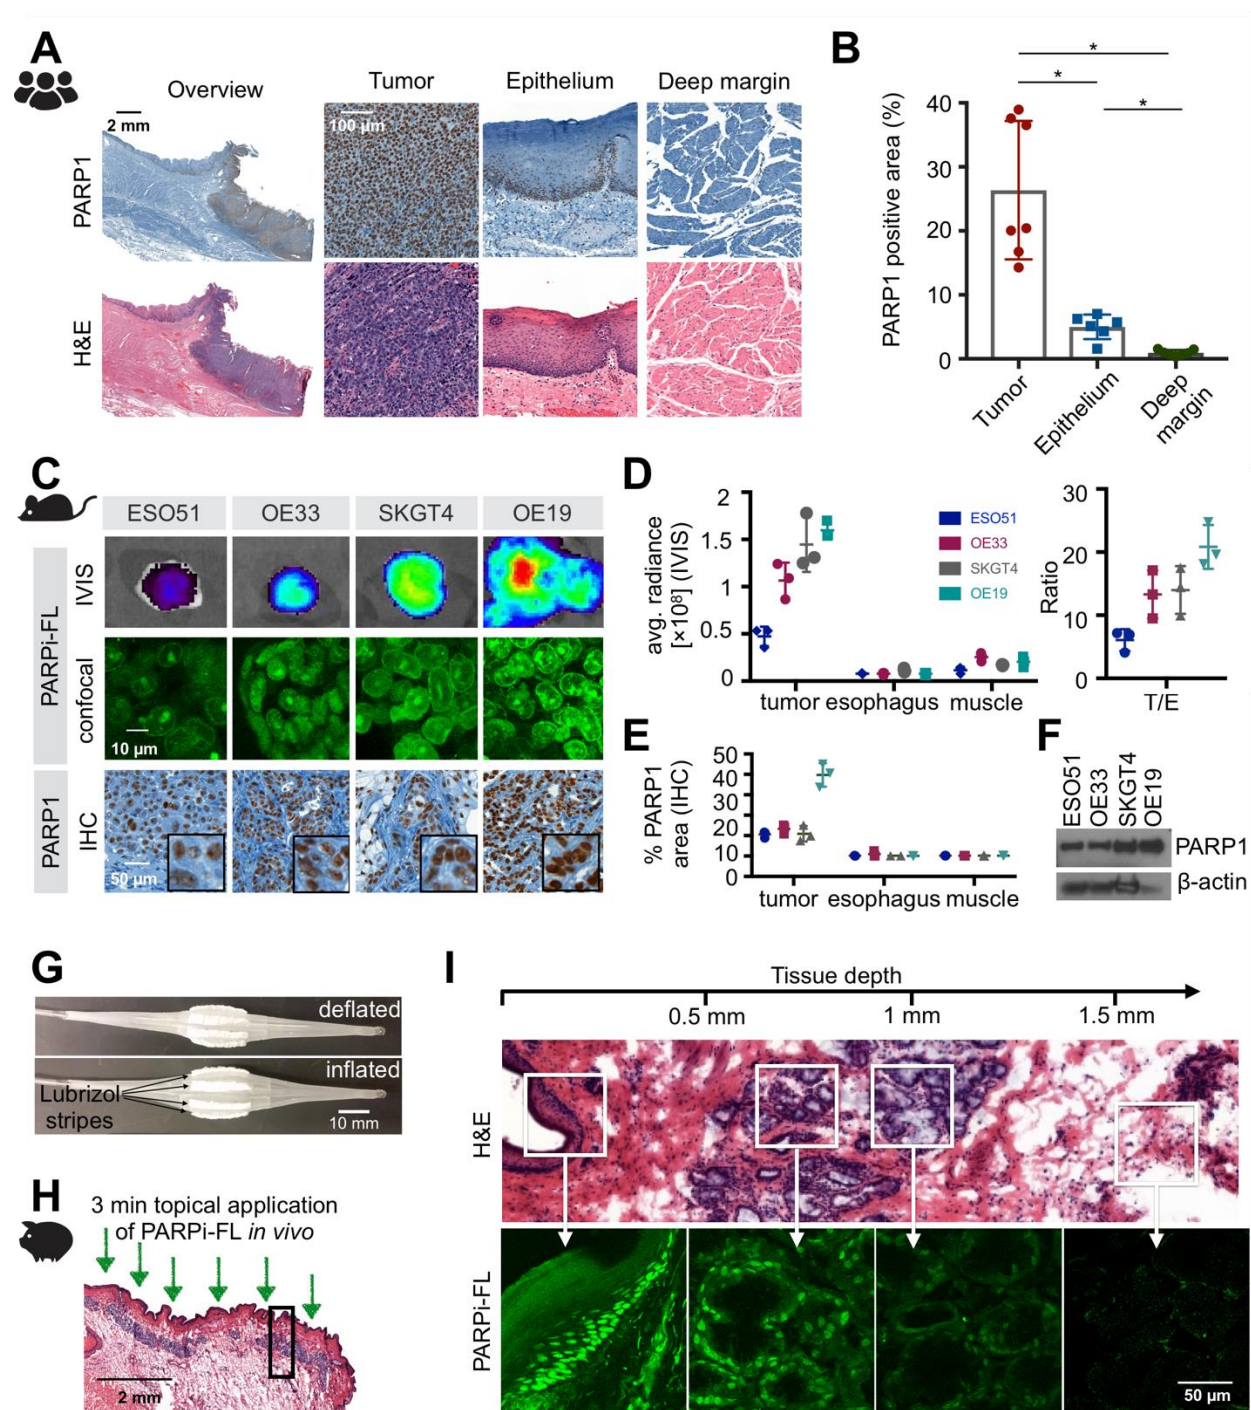 A
Overview
Tumor
Epithelium
Deep margin
2 mm
100 µm
PARP1
H&E
B
PARP1 positive area (%)
*
*
*
40
30
20
10
0
Tumor
Epithelium
Deep
margin
C
ESO51
OE33
SKGT4
OE19
PARPi-FL
IVIS
confocal
10 µm
PARP1
IHC
50 µm
D
avg. radiance
[×10⁸] (IVIS)
2
1.5
1
0.5
0
ESO51
OE33
SKGT4
OE19
tumor
esophagus
muscle
Ratio
30
20
10
0
T/E
E
% PARP1
area (IHC)
50
40
30
20
10
0
tumor
esophagus
muscle
F
ESO51
OE33
SKGT4
OE19
PARP1
β-actin
G
deflated
inflated
Lubrizol
stripes
10 mm
H
3 min topical application
of PARPi-FL in vivo
2 mm
I
Tissue depth
0.5 mm
1 mm
1.5 mm
H&E
PARPi-FL
50 µm